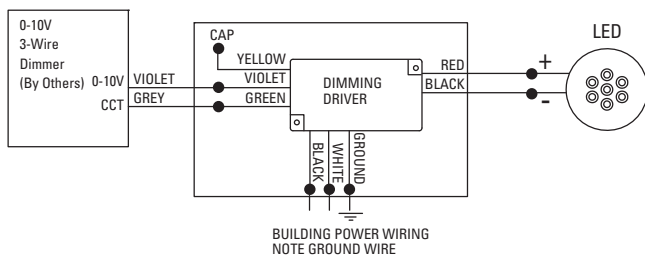 0-10V
3-Wire
Dimmer
(By Others)
0-10V
CCT
VIOLET
GREY
CAP
YELLOW
VIOLET
GREEN
DIMMING
DRIVER
RED
BLACK
BLACK
WHITE
GROUND
+
-
LED
BUILDING POWER WIRING
NOTE GROUND WIRE